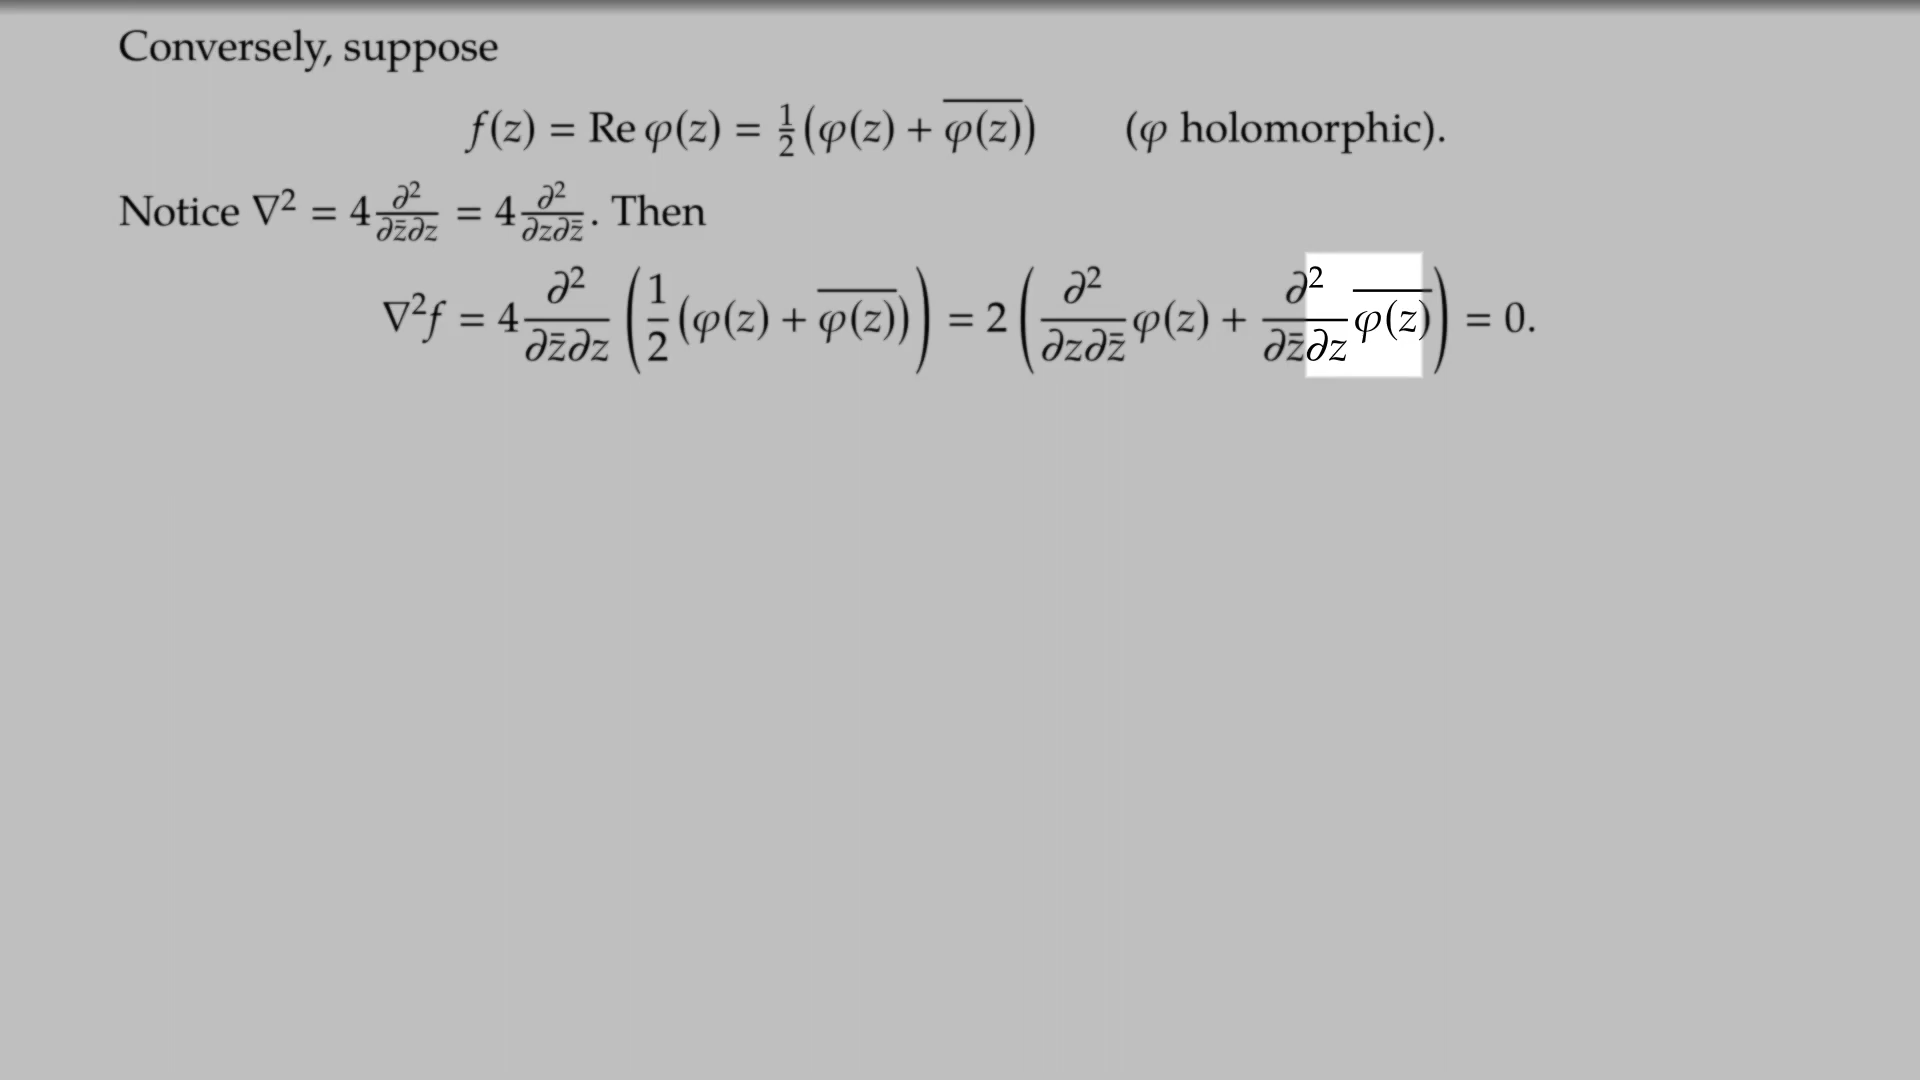 Conversely, suppose
f(z) = Re φ(z) = ½(φ(z) + \overline{φ(z)}) (φ holomorphic).
Notice ∇² = 4 ∂²/∂z̄∂z = 4 ∂²/∂z∂z̄. Then
∇²f = 4 ∂²/∂z̄∂z (1/2 (φ(z) + \overline{φ(z)})) = 2 (∂²/∂z∂z̄ φ(z) + ∂²/∂z̄∂z \overline{φ(z)}) = 0.